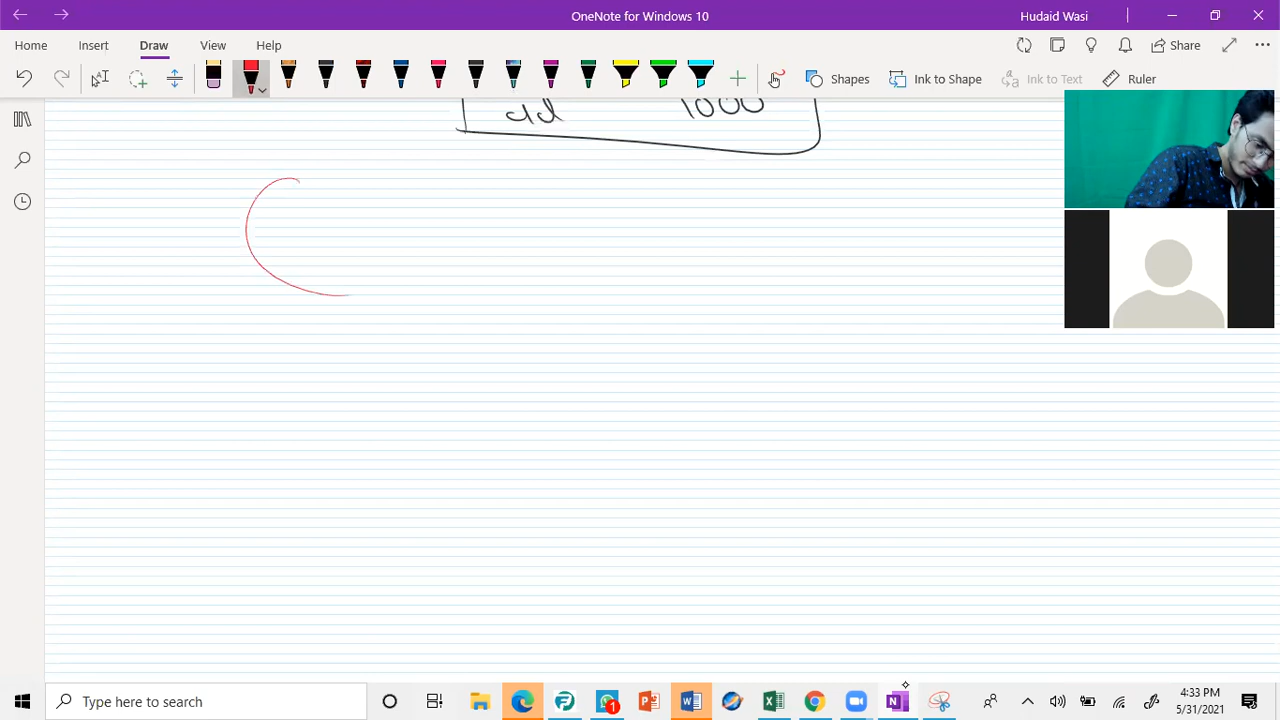 OneNote for Windows 10
Hudaid Wasi
Home Insert Draw View Help
Share
Shapes
Ink to Shape
Ink to Text
Ruler
1000
1
Type here to search
4:33 PM
5/31/2021